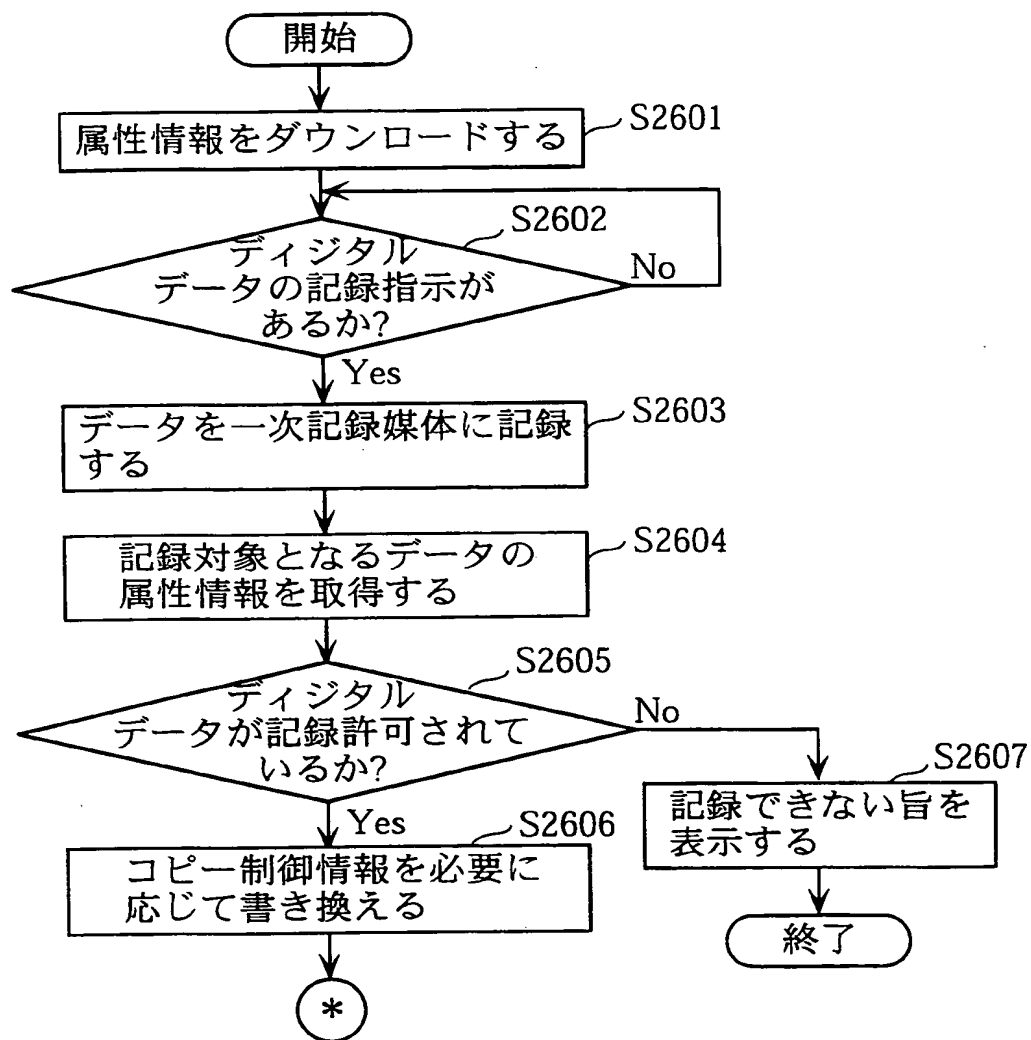 開始
属性情報をダウンロードする
S2601
S2602
ディジタル
データの記録指示が
あるか?
No
Yes
S2603
データを一次記録媒体に記録
する
S2604
記録対象となるデータの
属性情報を取得する
S2605
ディジタル
データが記録許可されて
いるか?
No
Yes
S2606
コピー制御情報を必要に
応じて書き換える
S2607
記録できない旨を
表示する
終了
*